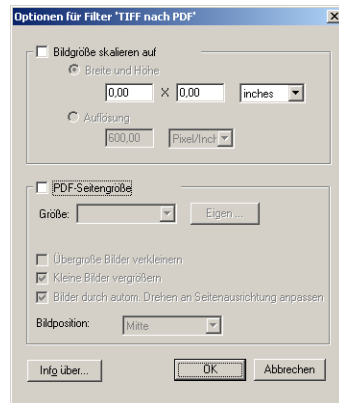 Optionen für Filter 'TIFF nach PDF'
Bildgröße skalieren auf
Breite und Höhe
0,00 X 0,00 inches
Auflösung
600,00 Pixel/Inch
PDF-Seitengröße
Größe: Eigen ...
Übergroße Bilder verkleinern
Kleine Bilder vergrößern
Bilder durch autom. Drehen an Seitenausrichtung anpassen
Bildposition: Mitte
Info über... OK Abbrechen